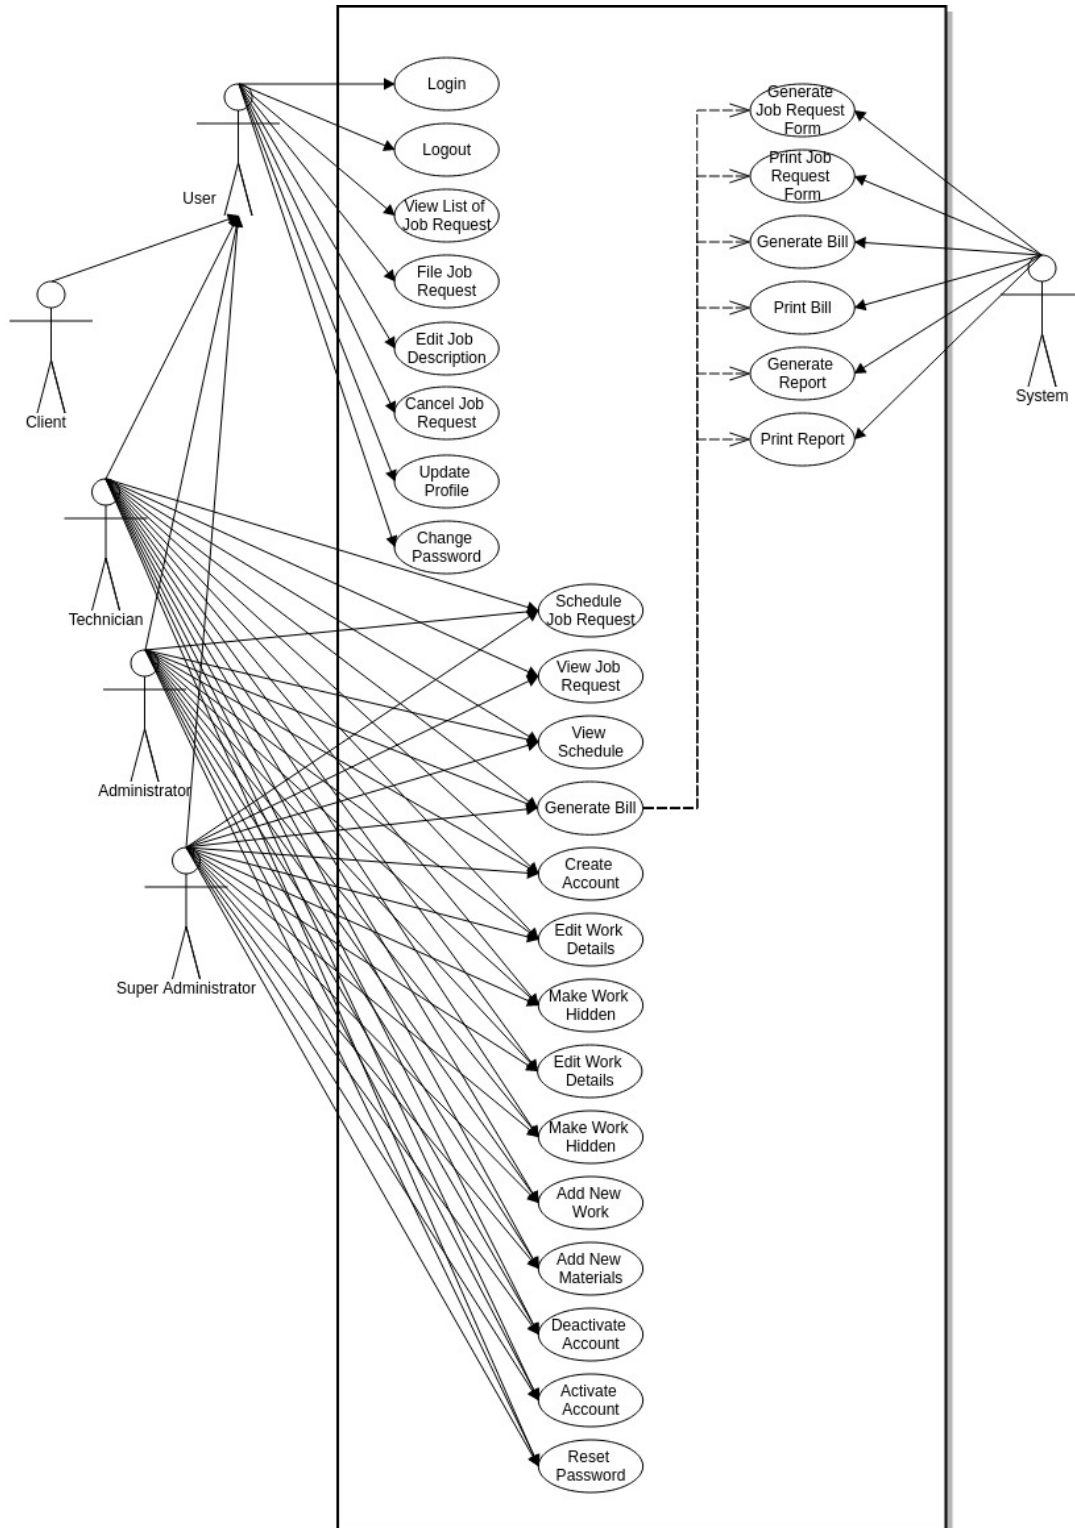 Login
Logout
View List of
Job Request
File Job
Request
Edit Job
Description
Cancel Job
Request
Update
Profile
Change
Password
User
Client
Technician
Administrator
Super Administrator
Schedule
Job Request
View Job
Request
View
Schedule
Generate Bill
Create
Account
Edit Work
Details
Make Work
Hidden
Edit Work
Details
Make Work
Hidden
Add New
Work
Add New
Materials
Deactivate
Account
Activate
Account
Reset
Password
Generate
Job Request
Form
Print Job
Request
Form
Generate Bill
Print Bill
Generate
Report
Print Report
System